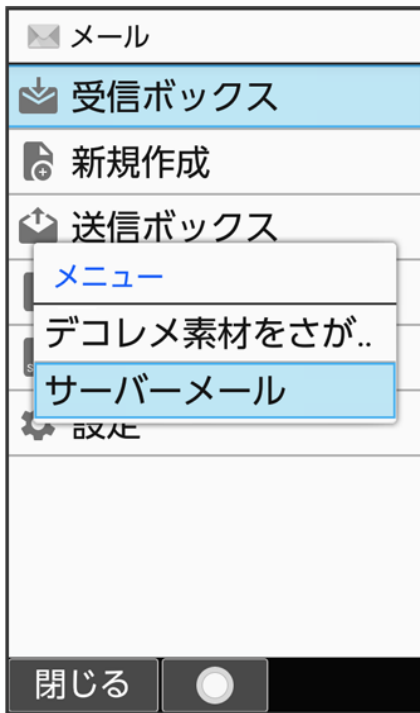 メール
受信ボックス
新規作成
送信ボックス
メニュー
デコレメ素材をさが..
サーバーメール
設定
閉じる